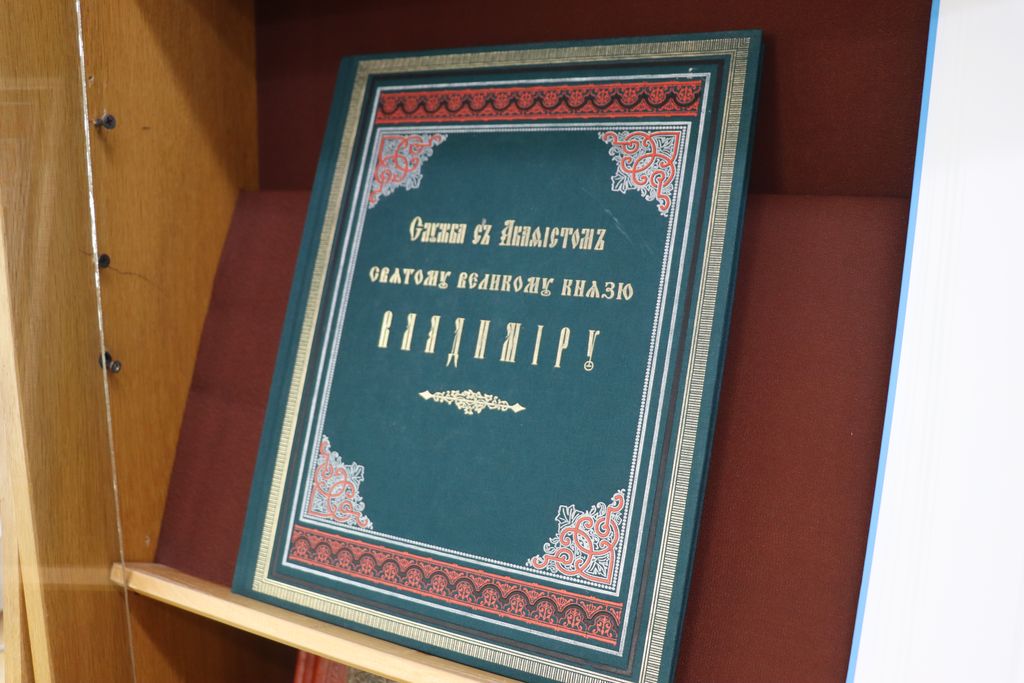 Служба съ Акаѳістомъ
святому великому князю
Владиміру